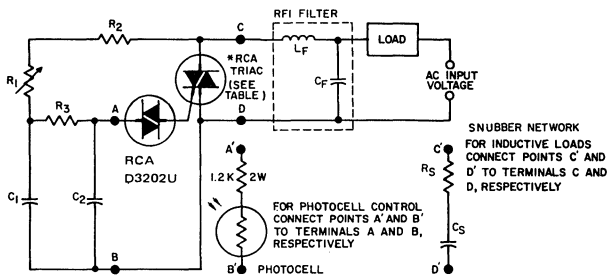 RFI FILTER
R2
C
LF
LOAD
*RCA
TRIAC
(SEE
TABLE)
R1
CF
AC INPUT
VOLTAGE
R3
A
D
RCA
D3202U
C1
C2
B
A'
1.2K
2W
FOR PHOTOCELL CONTROL
CONNECT POINTS A' AND B'
TO TERMINALS A AND B,
RESPECTIVELY
B'
PHOTOCELL
SNUBBER NETWORK
FOR INDUCTIVE LOADS
CONNECT POINTS C' AND
D' TO TERMINALS C AND
D, RESPECTIVELY
C'
RS
CS
D'